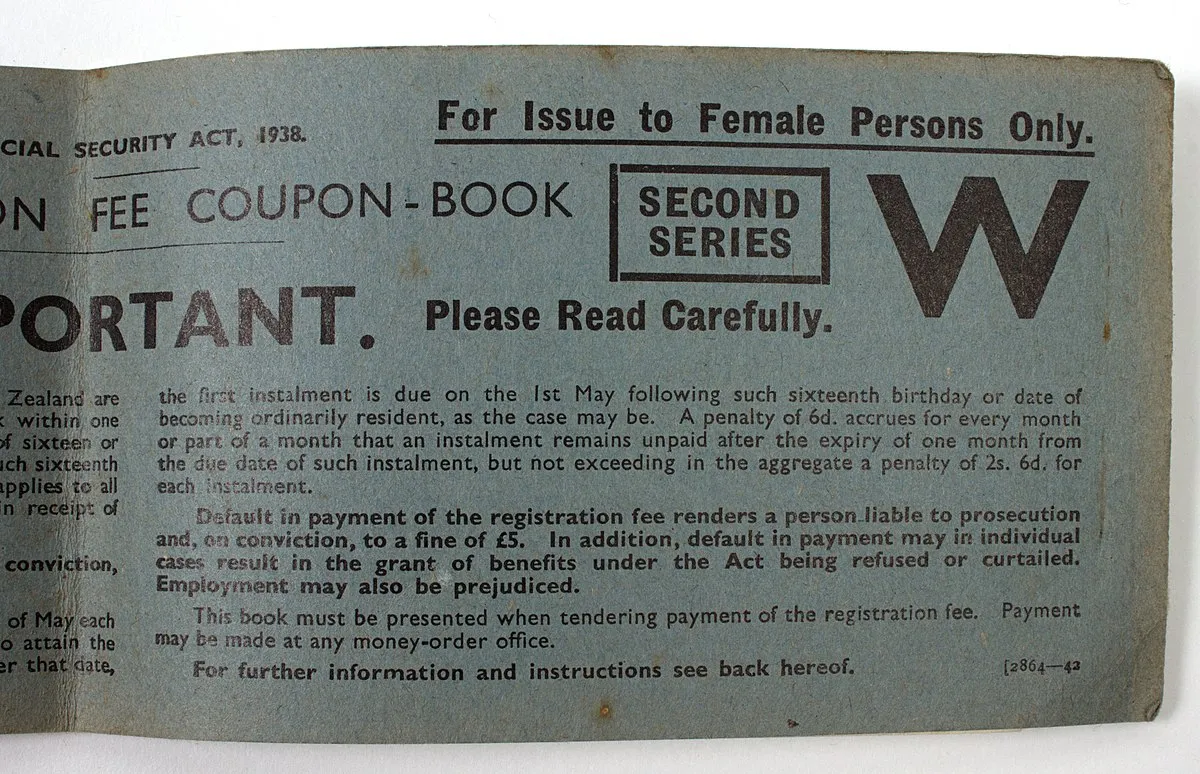 For Issue to Female Persons Only.
CIAL SECURITY ACT, 1938.
ON FEE COUPON-BOOK
SECOND
SERIES
W
PORTANT. Please Read Carefully.
Zealand are
within one
of sixteen or
such sixteenth
applies to all
in receipt of
conviction,
of May each
o attain the
er that date,
the first instalment is due on the 1st May following such sixteenth birthday or date of
becoming ordinarily resident, as the case may be. A penalty of 6d. accrues for every month
or part of a month that an instalment remains unpaid after the expiry of one month from
the due date of such instalment, but not exceeding in the aggregate a penalty of 2s. 6d. for
each instalment.
Default in payment of the registration fee renders a person liable to prosecution
and, on conviction, to a fine of £5. In addition, default in payment may in individual
cases result in the grant of benefits under the Act being refused or curtailed.
Employment may also be prejudiced.
This book must be presented when tendering payment of the registration fee. Payment
may be made at any money-order office.
For further information and instructions see back hereof.
[2864—42